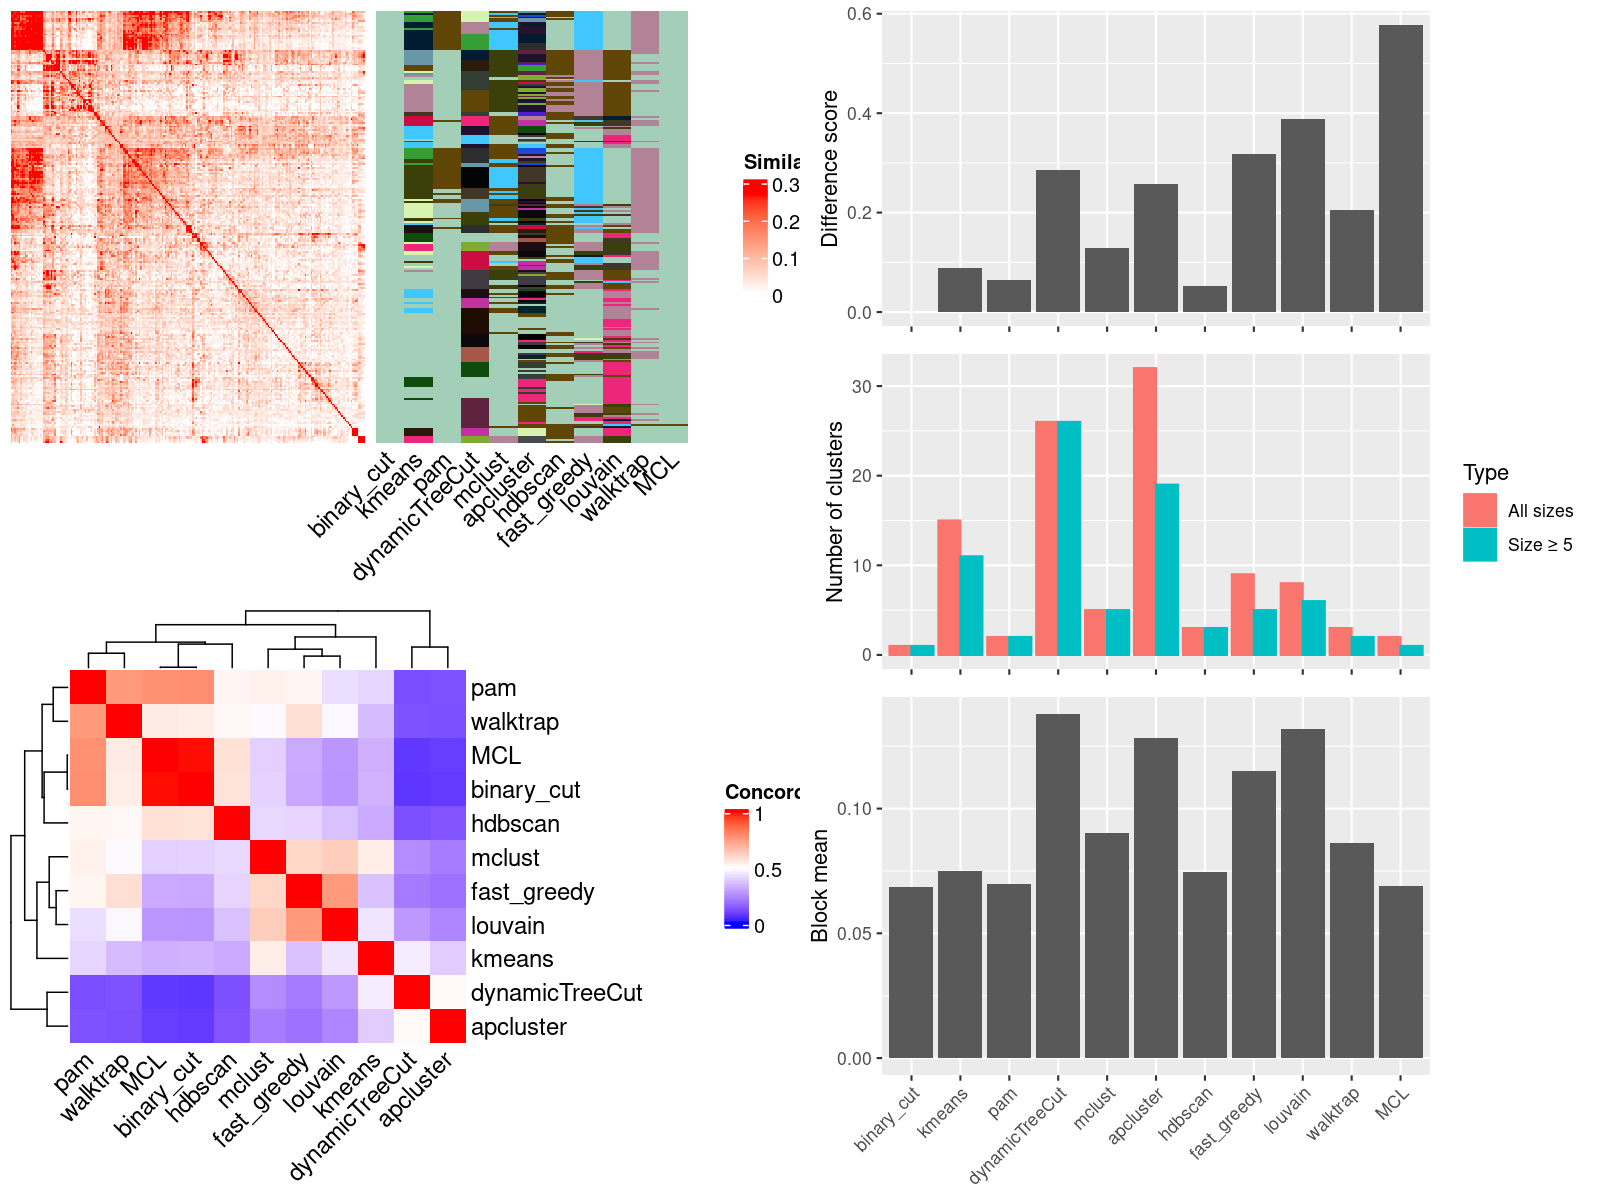 Simila
0.3
0.2
0.1
0
binary_cut
kmeans
pam
dynamicTreeCut
mclust
apcluster
hdbscan
fast_greedy
louvain
walktrap
MCL
pam
walktrap
MCL
binary_cut
hdbscan
mclust
fast_greedy
louvain
kmeans
dynamicTreeCut
apcluster
pam
walktrap
MCL
binary_cut
hdbscan
mclust
fast_greedy
louvain
kmeans
dynamicTreeCut
apcluster
Concord
1
0.5
0
Difference score
0.6
0.4
0.2
0.0
Number of clusters
30
20
10
0
Type
All sizes
Size ≥ 5
Block mean
0.10
0.05
0.00
binary_cut
kmeans
pam
dynamicTreeCut
mclust
apcluster
hdbscan
fast_greedy
louvain
walktrap
MCL